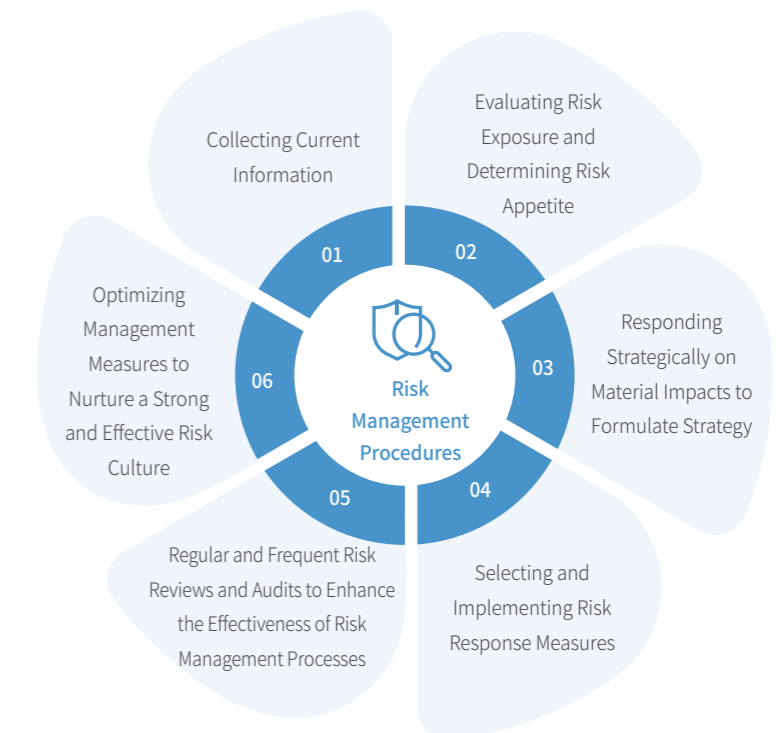 Collecting Current
Information
01
Evaluating Risk
Exposure and
Determining Risk
Appetite
02
Responding
Strategically on
Material Impacts to
Formulate Strategy
03
Selecting and
Implementing Risk
Response Measures
04
Regular and Frequent Risk
Reviews and Audits to Enhance
the Effectiveness of Risk
Management Processes
05
Optimizing
Management
Measures to
Nurture a Strong
and Effective Risk
Culture
06
Risk
Management
Procedures